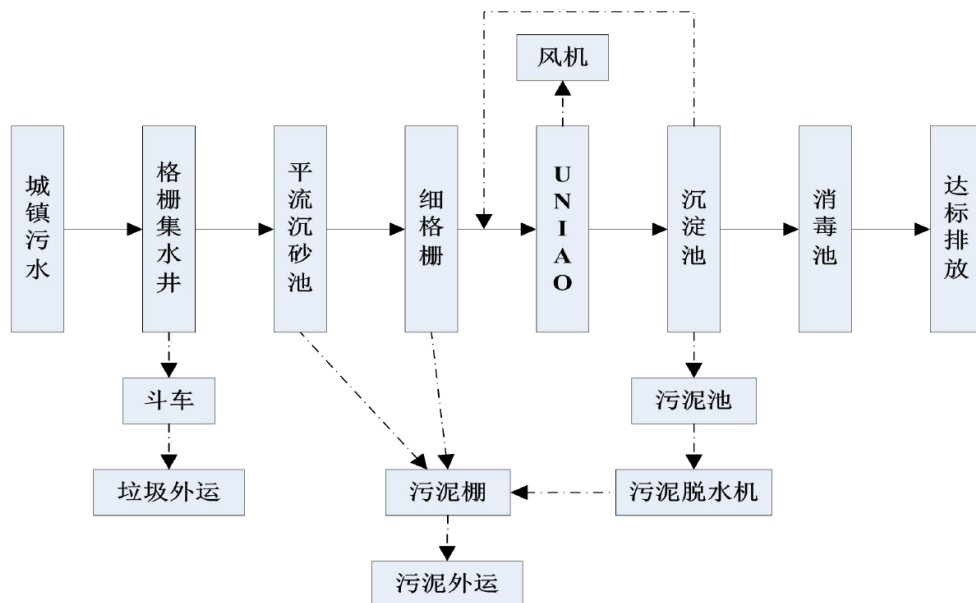 风机
城镇污水
格栅集水井
平流沉砂池
细格栅
UNIAO
沉淀池
消毒池
达标排放
斗车
污泥池
垃圾外运
污泥棚
污泥脱水机
污泥外运